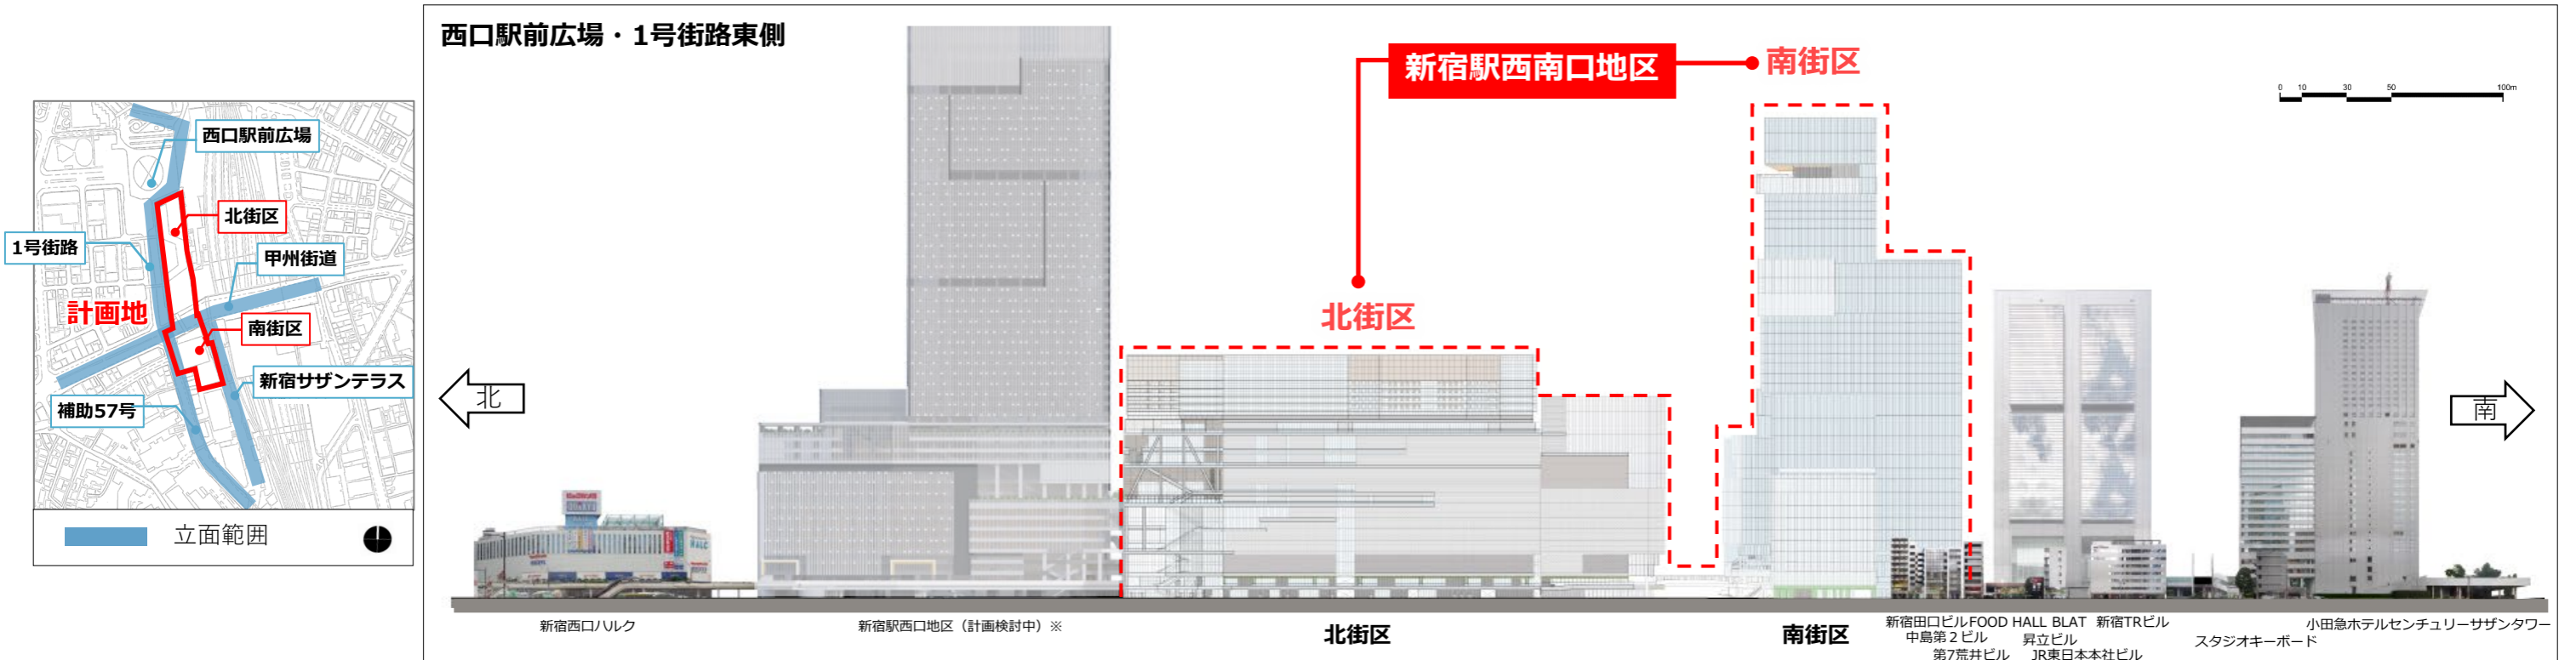 西口駅前広場・1号街路東側
新宿駅西南口地区
南街区
北街区
0 10 30 50 100m
北
南
西口駅前広場
北街区
1号街路
甲州街道
計画地
南街区
新宿サザンテラス
補助57号
立面範囲
新宿西口ハルク
新宿駅西口地区（計画検討中）※
北街区
南街区
新宿田口ビル FOOD HALL BLAT 新宿TRビル
中島第２ビル 昇立ビル
第7荒井ビル JR東日本本社ビル
スタジオキーボード
小田急ホテルセンチュリーサザンタワー
HALC